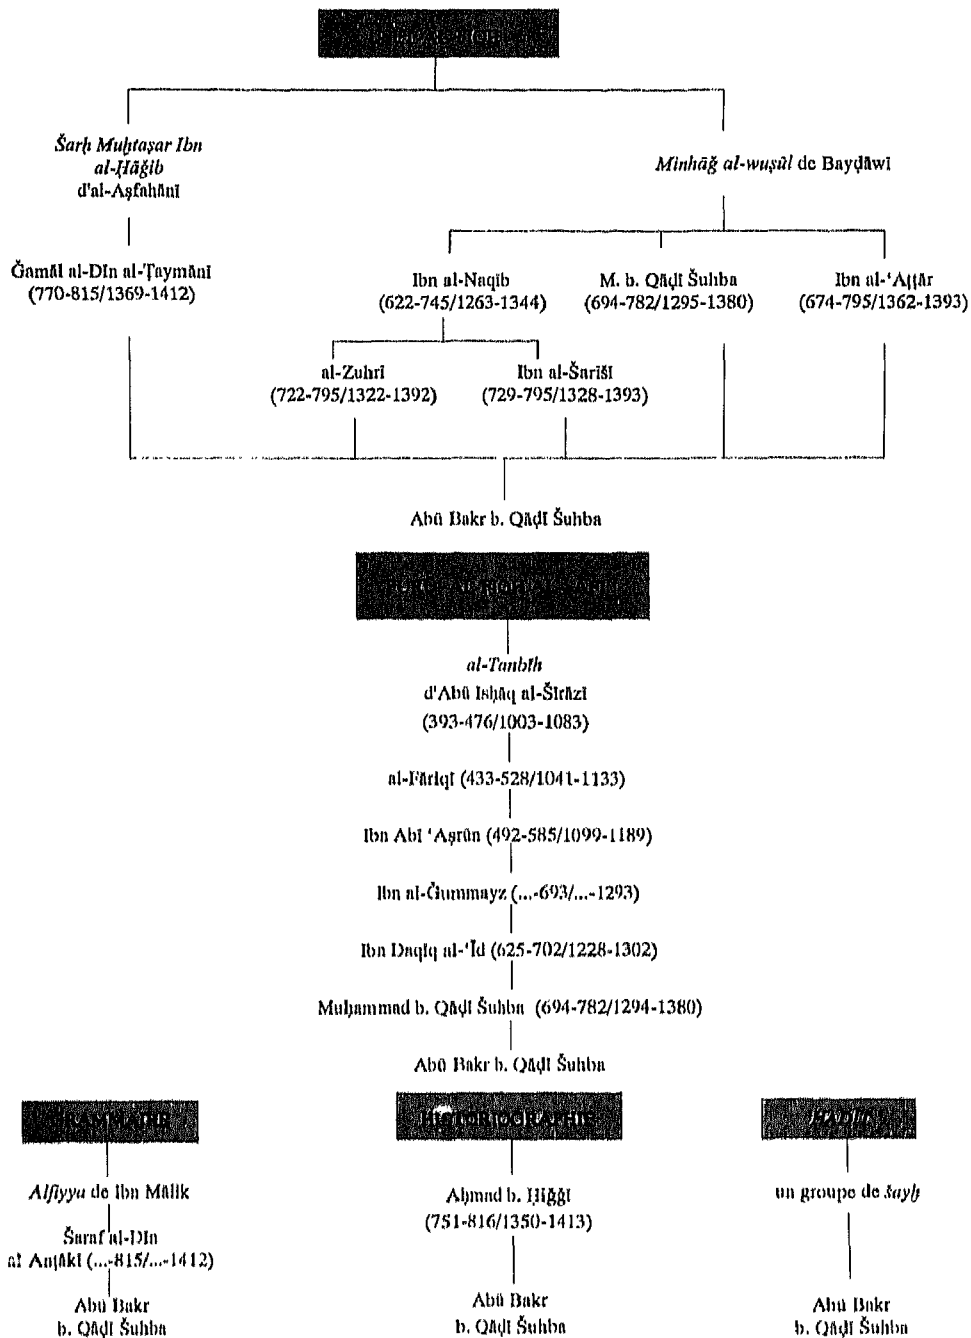 Šarḥ Muḫtaṣar Ibn
al-Ḥāǧib
d'al-Aṣfahānī
Minhāǧ al-wuṣūl de Bayḍāwī
Ǧamāl al-Dīn al-Ṭaymānī
(770-815/1369-1412)
Ibn al-Naqīb
(622-745/1263-1344)
M. b. Qāḍī Šuhba
(694-782/1295-1380)
Ibn al-‘Aṭṭār
(674-795/1362-1393)
al-Zuhrī
(722-795/1322-1392)
Ibn al-Šarīšī
(729-795/1328-1393)
Abū Bakr b. Qāḍī Šuhba
al-Tanbīh
d'Abū Isḥāq al-Šīrāzī
(393-476/1003-1083)
al-Fāriqī (433-528/1041-1133)
Ibn Abī ‘Aṣrūn (492-585/1099-1189)
Ibn al-Ǧummayz (...-693/...-1293)
Ibn Daqīq al-‘Īd (625-702/1228-1302)
Muḥammad b. Qāḍī Šuhba (694-782/1294-1380)
Abū Bakr b. Qāḍī Šuhba
GRAMMAIRE
Alfiyya de Ibn Mālik
Šaraf al-Dīn
al Anṭākī (...-815/...-1412)
Abū Bakr
b. Qāḍī Šuhba
HISTORIOGRAPHIE
Aḥmad b. Ḥiǧǧī
(751-816/1350-1413)
Abū Bakr
b. Qāḍī Šuhba
HADĪṮ
un groupe de šayḫ
Abū Bakr
b. Qāḍī Šuhba